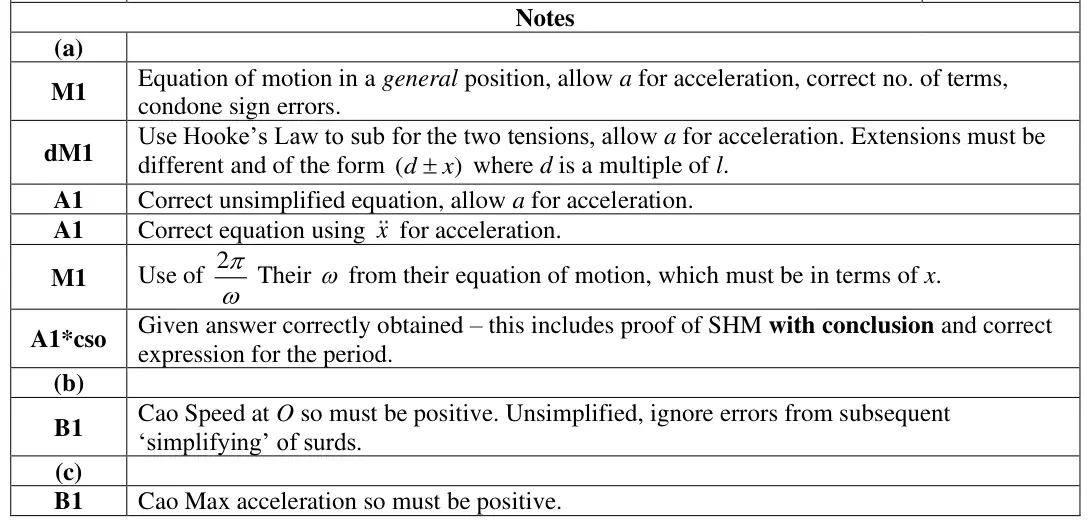 Notes
(a)
M1 Equation of motion in a general position, allow a for acceleration, correct no. of terms,
condone sign errors.
dM1 Use Hooke’s Law to sub for the two tensions, allow a for acceleration. Extensions must be
different and of the form (d ± x) where d is a multiple of l.
A1 Correct unsimplified equation, allow a for acceleration.
A1 Correct equation using ẍ for acceleration.
M1 Use of 2π/ω Their ω from their equation of motion, which must be in terms of x.
A1*cso Given answer correctly obtained – this includes proof of SHM with conclusion and correct
expression for the period.
(b)
B1 Cao Speed at O so must be positive. Unsimplified, ignore errors from subsequent
‘simplifying’ of surds.
(c)
B1 Cao Max acceleration so must be positive.